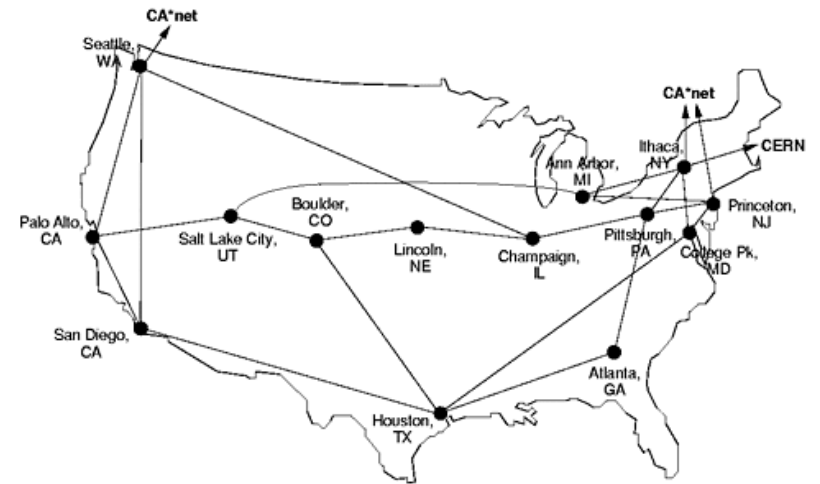 CA*net
Seattle,
WA
CA*net
Ithaca,
NY
CERN
Ann Arbor,
MI
Palo Alto,
CA
Salt Lake City,
UT
Boulder,
CO
Lincoln,
NE
Champaign,
IL
Pittsburgh,
PA
Princeton,
NJ
College Pk,
MD
San Diego,
CA
Atlanta,
GA
Houston,
TX